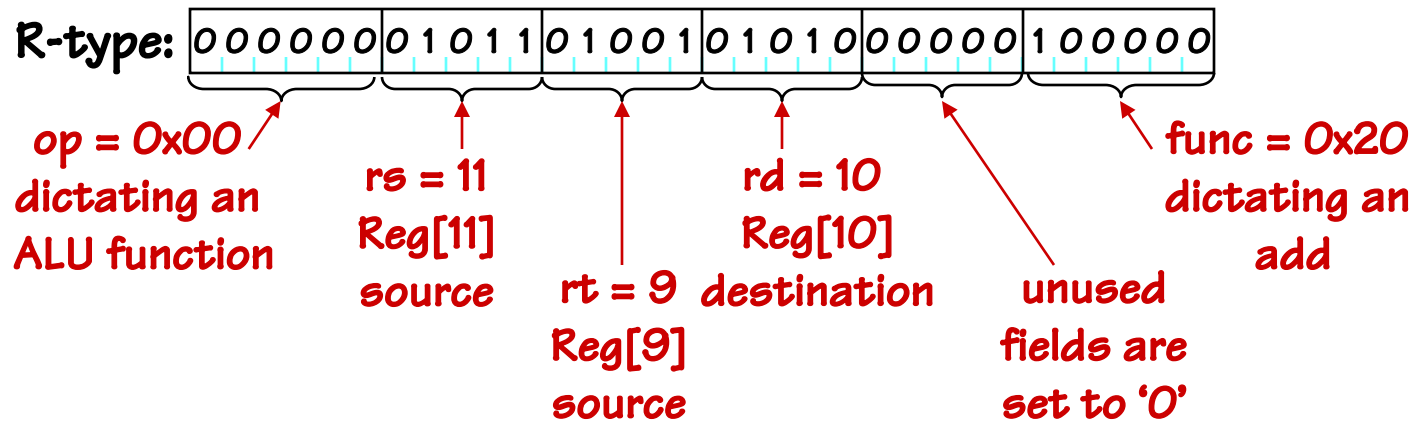 R-type: 000000 01011 01001 01010 00000 100000
op = 0x00
dictating an
ALU function
rs = 11
Reg[11]
source
rt = 9
Reg[9]
source
rd = 10
Reg[10]
destination
unused
fields are
set to ‘0’
func = 0x20
dictating an
add